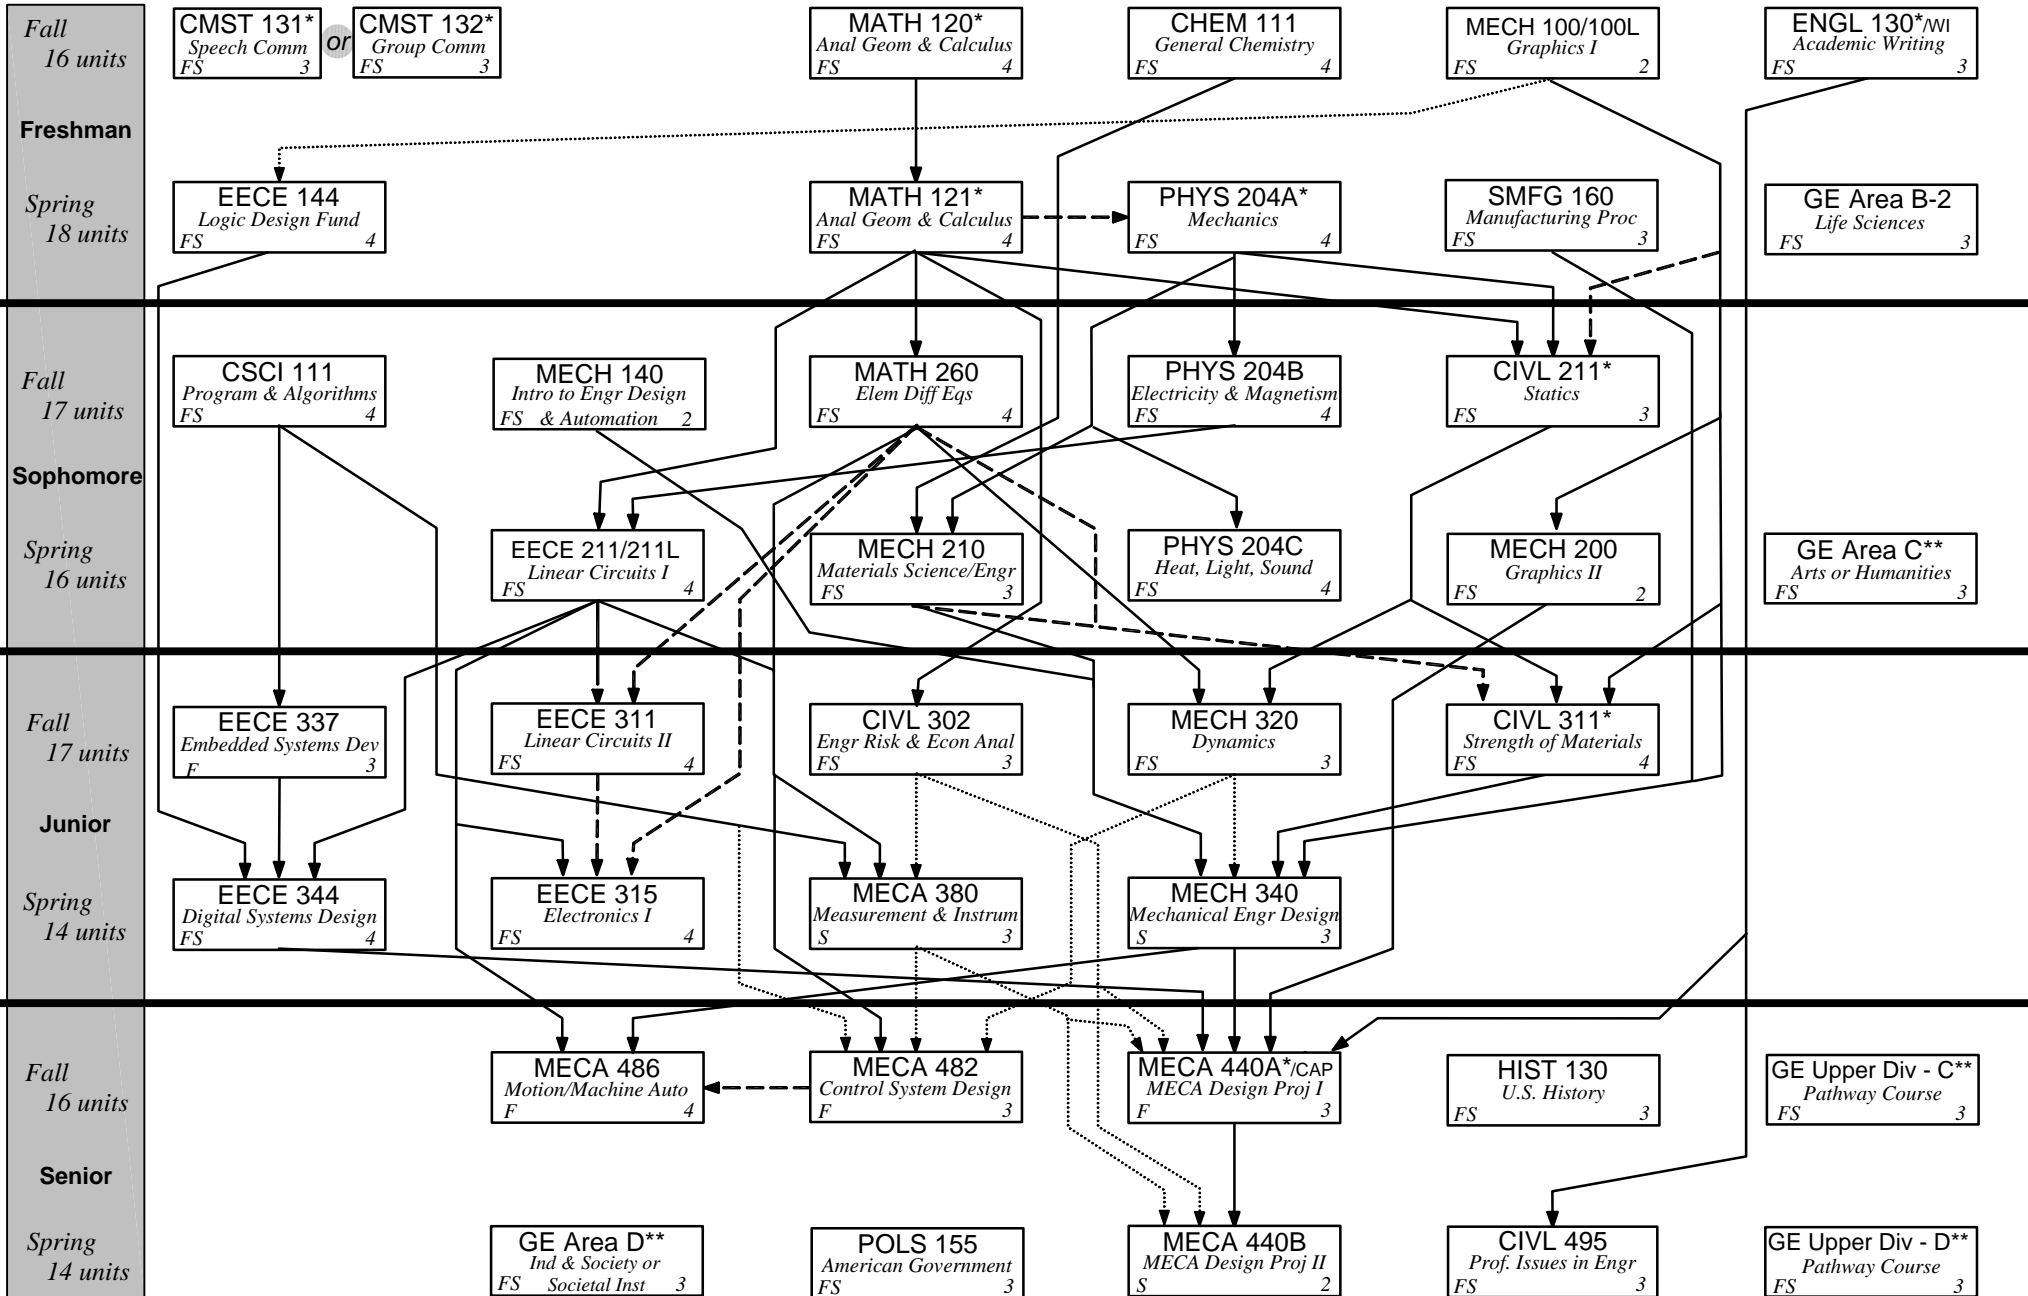 Fall
16 units
CMST 131*
Speech Comm
FS 3
or
CMST 132*
Group Comm
FS 3
MATH 120*
Anal Geom & Calculus
FS 4
CHEM 111
General Chemistry
FS 4
MECH 100/100L
Graphics I
FS 2
ENGL 130*/WI
Academic Writing
FS 3
Freshman
Spring
18 units
EECE 144
Logic Design Fund
FS 4
MATH 121*
Anal Geom & Calculus
FS 4
PHYS 204A*
Mechanics
FS 4
SMFG 160
Manufacturing Proc
FS 3
GE Area B-2
Life Sciences
FS 3
Fall
17 units
CSCI 111
Program & Algorithms
FS 4
MECH 140
Intro to Engr Design
FS & Automation 2
MATH 260
Elem Diff Eqs
FS 4
PHYS 204B
Electricity & Magnetism
FS 4
CIVL 211*
Statics
FS 3
Sophomore
Spring
16 units
EECE 211/211L
Linear Circuits I
FS 4
MECH 210
Materials Science/Engr
FS 3
PHYS 204C
Heat, Light, Sound
FS 4
MECH 200
Graphics II
FS 2
GE Area C**
Arts or Humanities
FS 3
Fall
17 units
EECE 337
Embedded Systems Dev
F 3
EECE 311
Linear Circuits II
FS 4
CIVL 302
Engr Risk & Econ Anal
FS 3
MECH 320
Dynamics
FS 3
CIVL 311*
Strength of Materials
FS 4
Junior
Spring
14 units
EECE 344
Digital Systems Design
FS 4
EECE 315
Electronics I
FS 4
MECA 380
Measurement & Instrum
S 3
MECH 340
Mechanical Engr Design
S 3
Fall
16 units
MECA 486
Motion/Machine Auto
F 4
MECA 482
Control System Design
F 3
MECA 440A*/CAP
MECA Design Proj I
F 3
HIST 130
U.S. History
FS 3
GE Upper Div - C**
Pathway Course
FS 3
Senior
Spring
14 units
GE Area D**
Ind & Society or
FS Societal Inst 3
POLS 155
American Government
FS 3
MECA 440B
MECA Design Proj II
S 2
CIVL 495
Prof. Issues in Engr
FS 3
GE Upper Div - D**
Pathway Course
FS 3